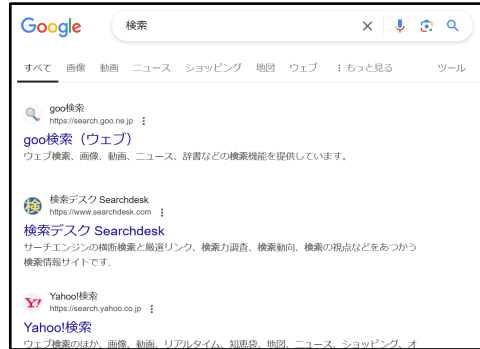 Google
検索
すべて 画像 動画 ニュース ショッピング 地図 ウェブ もっと見る ツール
goo検索
https://search.goo.ne.jp
goo検索（ウェブ）
ウェブ検索、画像、動画、ニュース、辞書などの検索機能を提供しています。
検
検索デスク Searchdesk
https://www.searchdesk.com
検索デスク Searchdesk
サーチエンジンの横断検索と厳選リンク、検索力調査、検索動向、検索の視点などをあつかう
検索情報サイトです.
Y!
Yahoo!検索
https://search.yahoo.co.jp
Yahoo!検索
ウェブ検索のほか、画像、動画、リアルタイム、知恵袋、地図、ニュース、ショッピング、オ